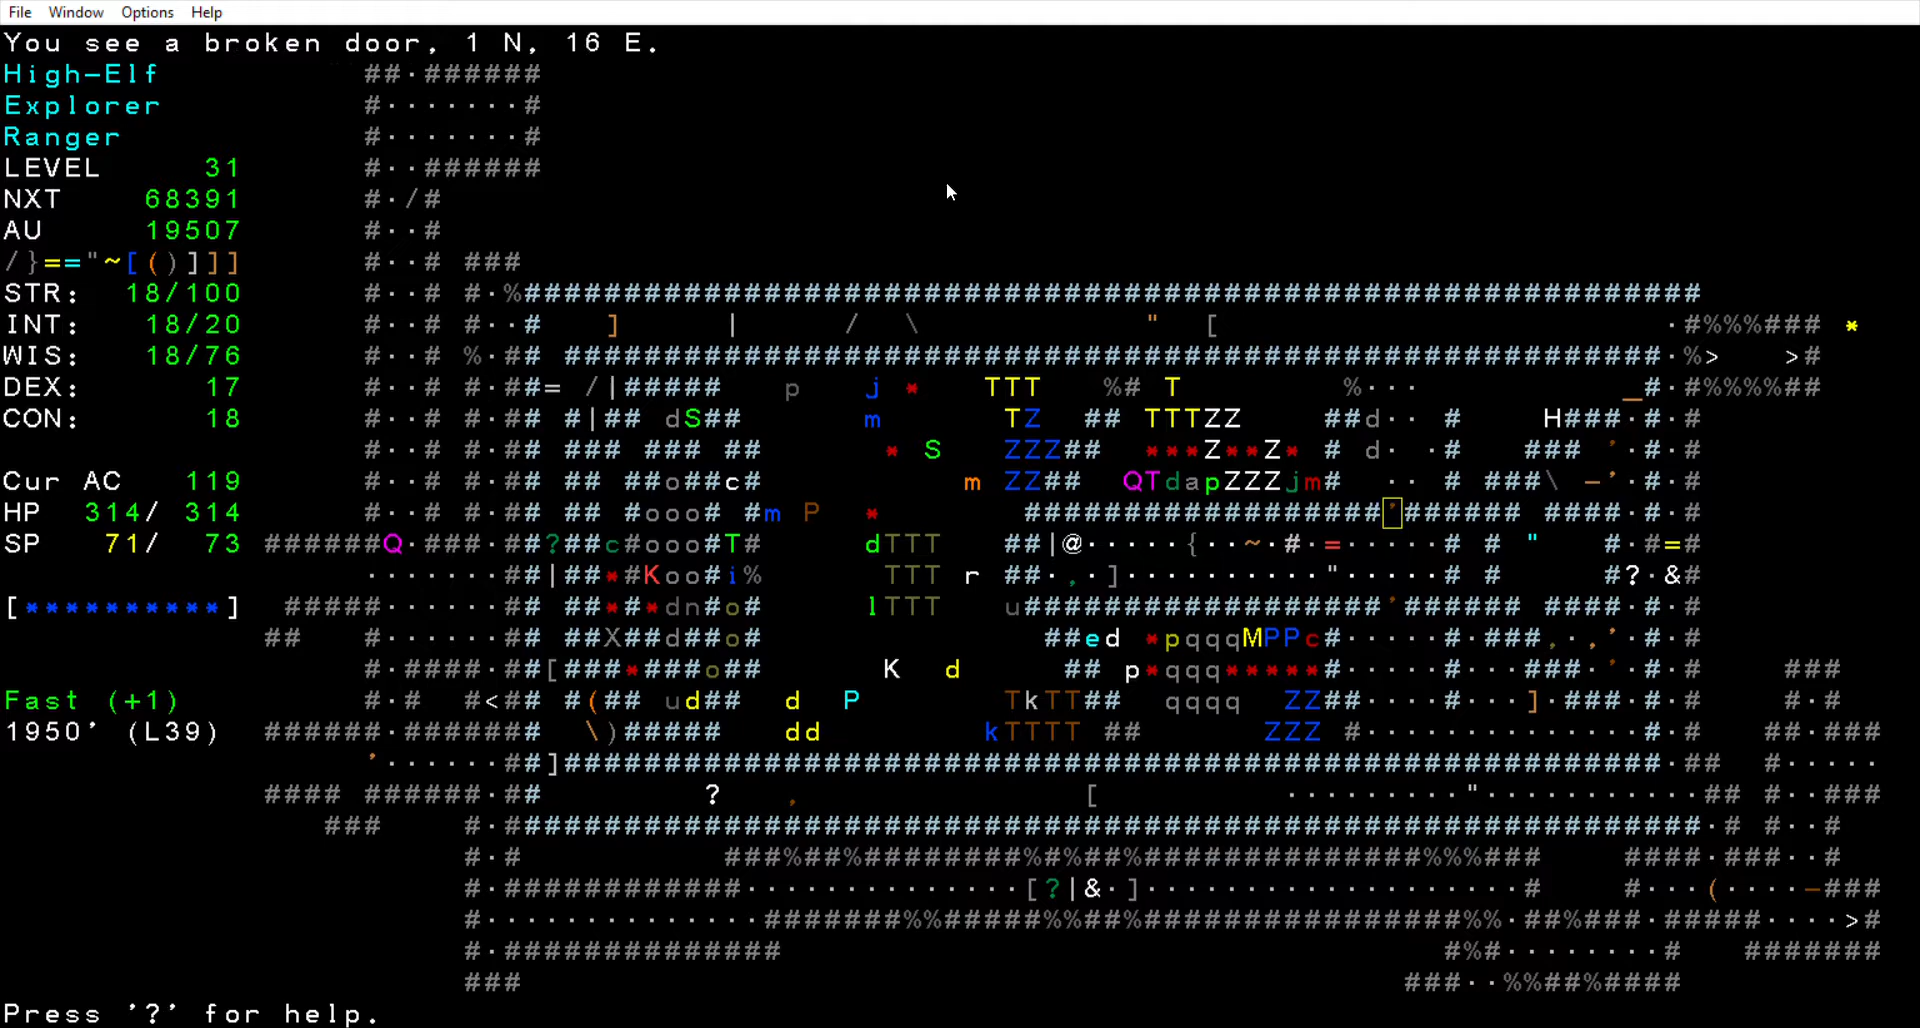 File Window Options Help
You see a broken door, 1 N, 16 E.
High-Elf
Explorer
Ranger
LEVEL 31
NXT 68391
AU 19507
/}=="~[()]]]
STR: 18/100
INT: 18/20
WIS: 18/76
DEX: 17
CON: 18
Cur AC 119
HP 314/ 314
SP 71/ 73
[**********]
Fast (+1)
1950' (L39)
Press '?' for help.